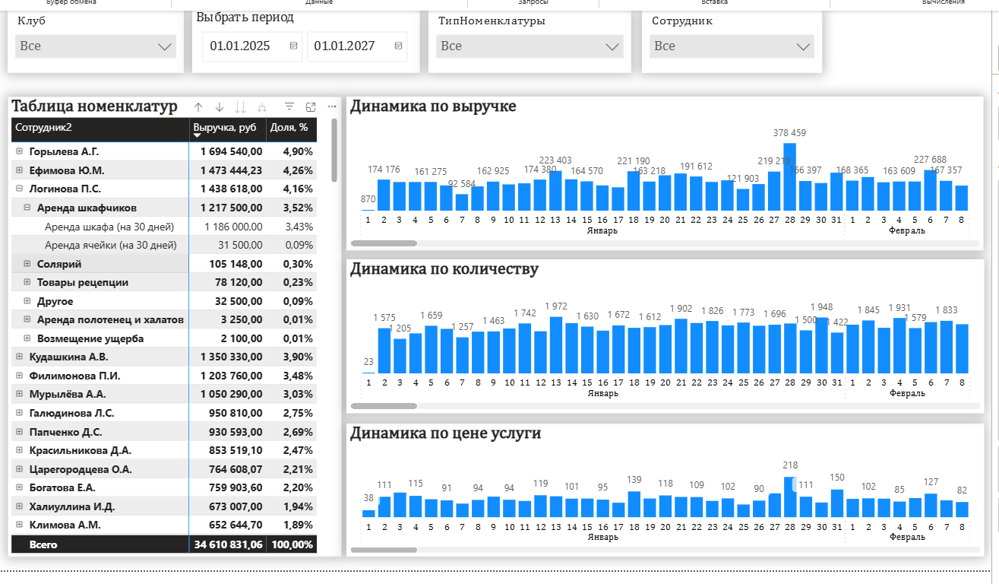 Буфер обмена Данные Запросы Вставка Вычисления
Клуб
Все
Выбрать период
01.01.2025 01.01.2027
ТипНоменклатуры
Все
Сотрудник
Все
Таблица номенклатур
Сотрудник2 Выручка, руб Доля, %
Горылева А.Г. 1 694 540,00 4,90%
Ефимова Ю.М. 1 473 444,23 4,26%
Логинова П.С. 1 438 618,00 4,16%
Аренда шкафчиков 1 217 500,00 3,52%
Аренда шкафа (на 30 дней) 1 186 000,00 3,43%
Аренда ячейки (на 30 дней) 31 500,00 0,09%
Солярий 105 148,00 0,30%
Товары рецепции 78 120,00 0,23%
Другое 32 500,00 0,09%
Аренда полотенец и халатов 3 250,00 0,01%
Возмещение ущерба 2 100,00 0,01%
Кудашкина А.В. 1 350 330,00 3,90%
Филимонова П.И. 1 203 760,00 3,48%
Мурылёва А.А. 1 050 290,00 3,03%
Галюдинова Л.С. 950 810,00 2,75%
Папченко Д.С. 930 593,00 2,69%
Красильникова Д.А. 853 519,10 2,47%
Царегородцева О.А. 764 608,07 2,21%
Богатова Е.А. 759 903,60 2,20%
Халиуллина И.Д. 673 007,00 1,94%
Климова А.М. 652 644,70 1,89%
Всего 34 610 831,06 100,00%
Динамика по выручке
870 174 176 161 275 92 584 162 925 174 380 223 403 164 570 221 190 163 218 191 612 121 903 219 219 378 459 166 397 168 365 163 609 227 688 167 357
1 2 3 4 5 6 7 8 9 10 11 12 13 14 15 16 17 18 19 20 21 22 23 24 25 26 27 28 29 30 31 1 2 3 4 5 6 7 8
Январь Февраль
Динамика по количеству
23 1 575 1 205 1 659 1 257 1 463 1 742 1 972 1 630 1 672 1 612 1 902 1 826 1 773 1 696 1 500 1 948 1 422 1 845 1 931 1 579 1 833
1 2 3 4 5 6 7 8 9 10 11 12 13 14 15 16 17 18 19 20 21 22 23 24 25 26 27 28 29 30 31 1 2 3 4 5 6 7 8
Январь Февраль
Динамика по цене услуги
38 111 115 91 94 94 119 101 95 139 118 109 102 90 218 111 150 102 85 127 82
1 2 3 4 5 6 7 8 9 10 11 12 13 14 15 16 17 18 19 20 21 22 23 24 25 26 27 28 29 30 31 1 2 3 4 5 6 7 8
Январь Февраль